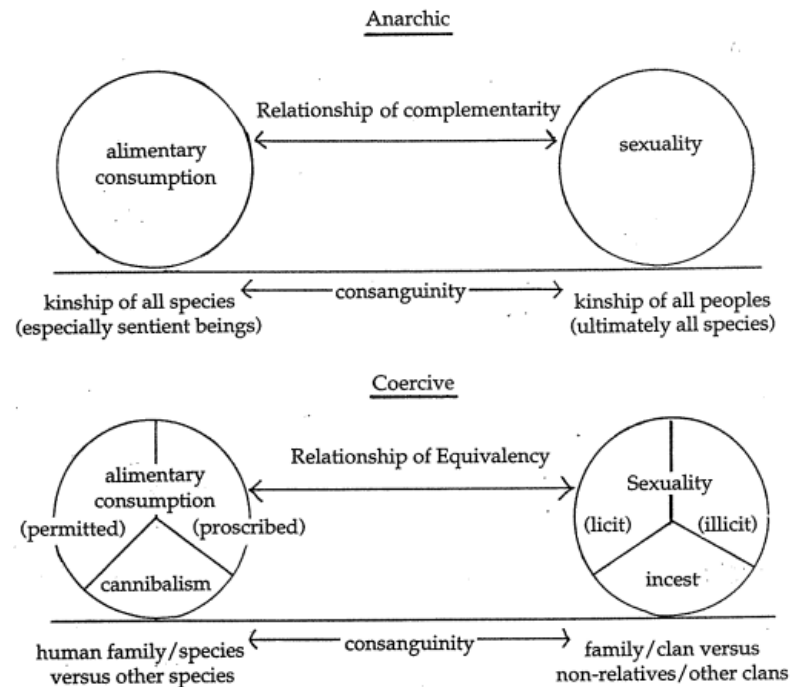 Anarchic
Relationship of complementarity
alimentary
consumption
sexuality
consanguinity
kinship of all species
(especially sentient beings)
kinship of all peoples
(ultimately all species)
Coercive
Relationship of Equivalency
alimentary
consumption
(permitted)
(proscribed)
cannibalism
Sexuality
(licit)
(illicit)
incest
consanguinity
human family/species
versus other species
family/clan versus
non-relatives/other clans